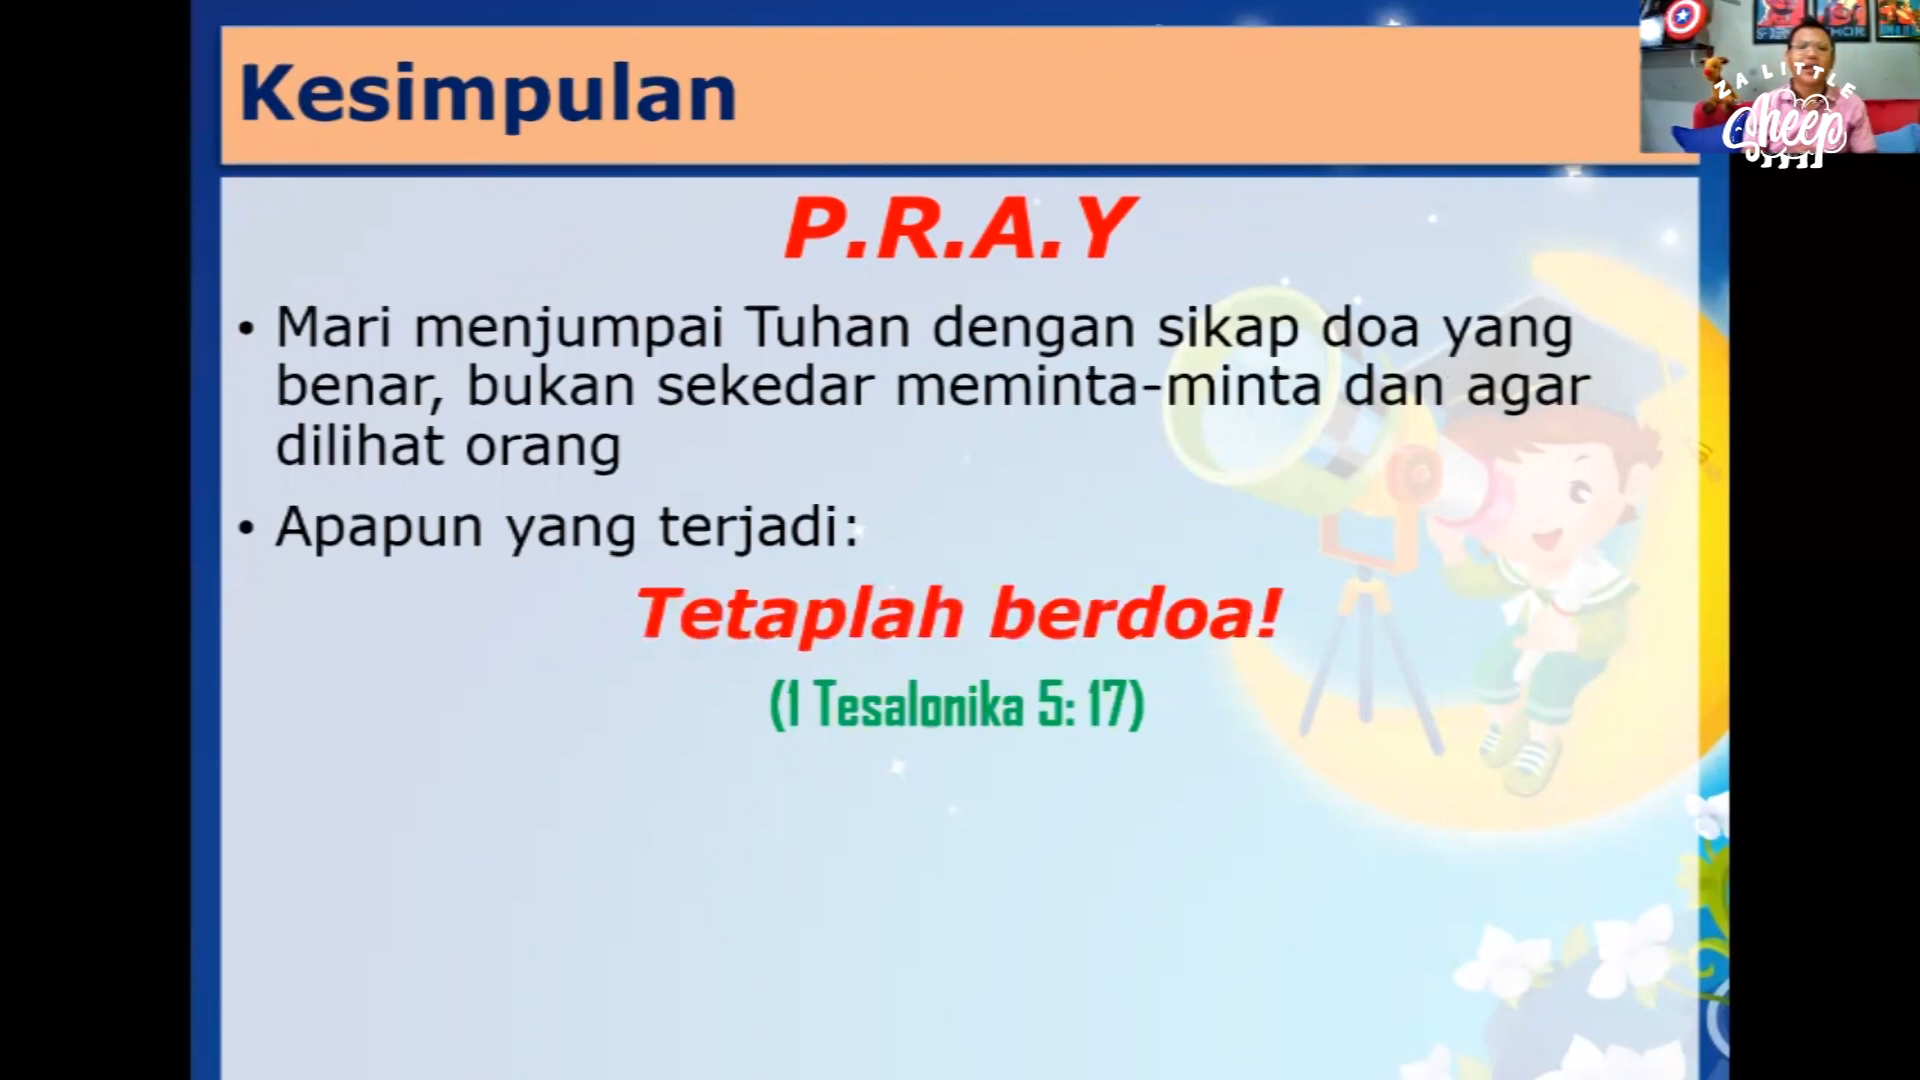 Kesimpulan
ZA LITTLE
Sheep
P.R.A.Y
• Mari menjumpai Tuhan dengan sikap doa yang
benar, bukan sekedar meminta-minta dan agar
dilihat orang
• Apapun yang terjadi:
Tetaplah berdoa!
(1 Tesalonika 5: 17)